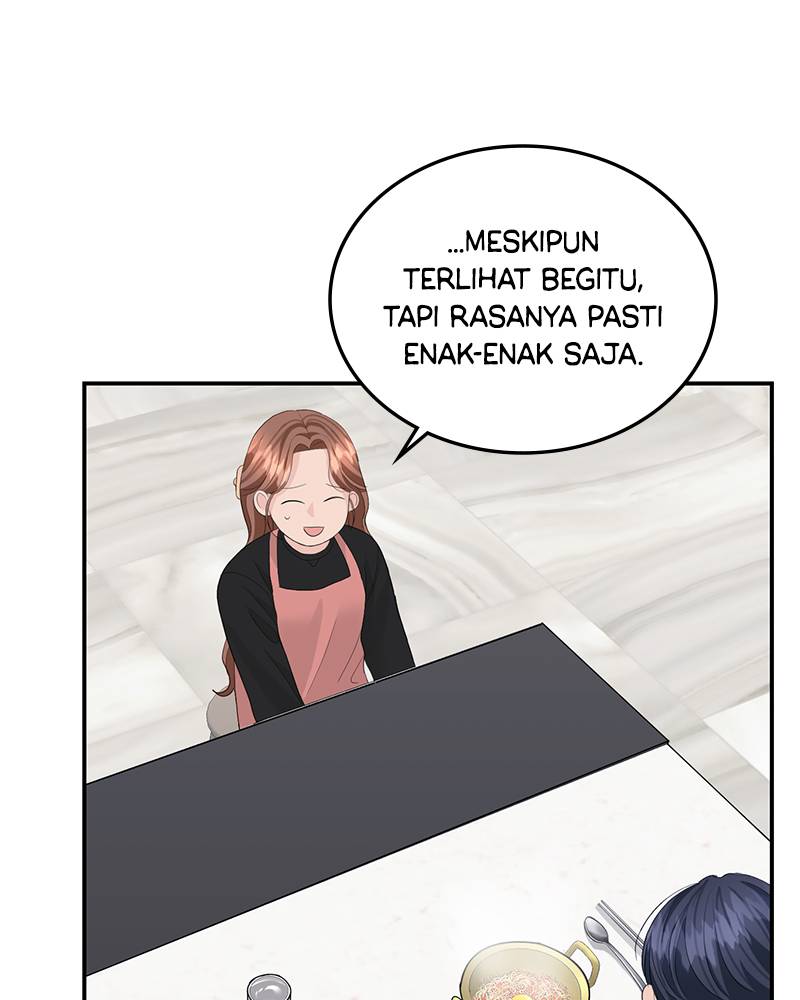 ...MESKIPUN
TERLIHAT BEGITU,
TAPI RASANYA PASTI
ENAK-ENAK SAJA.